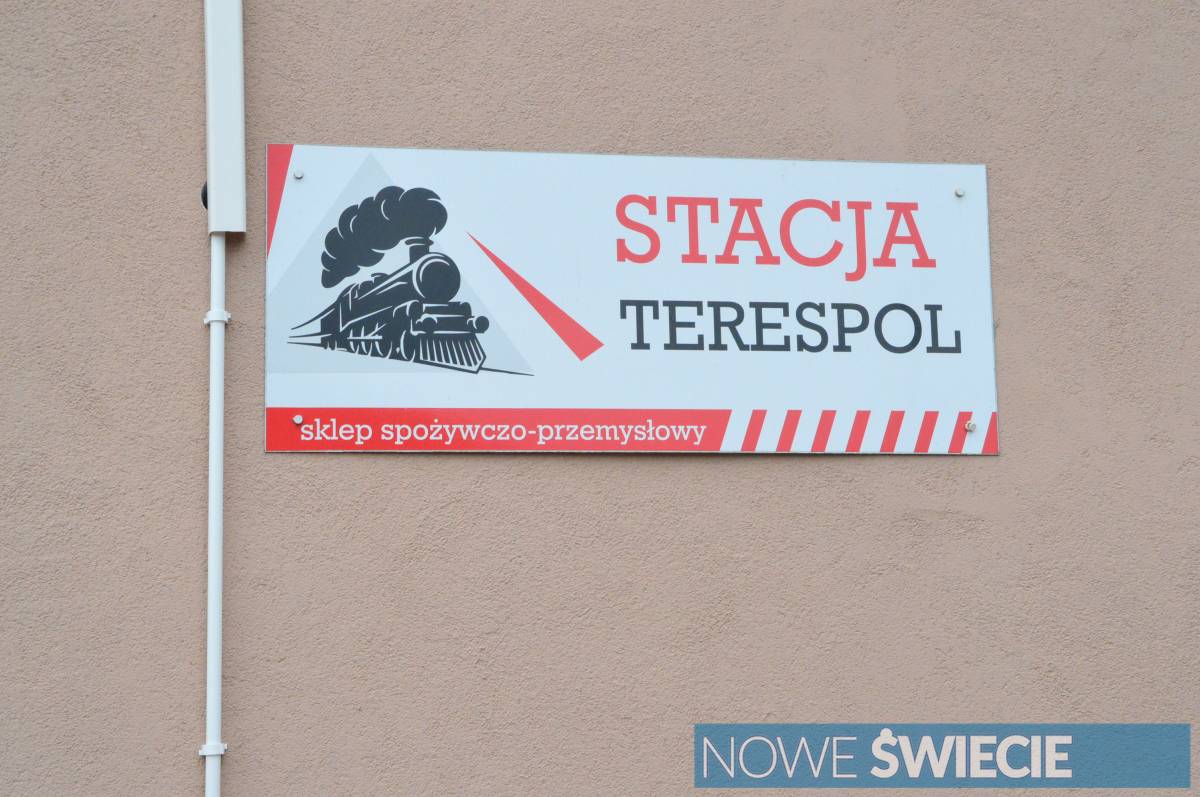 STACJA
TERESPOL
sklep spożywczo-przemysłowy
NOWE ŚWIECIE